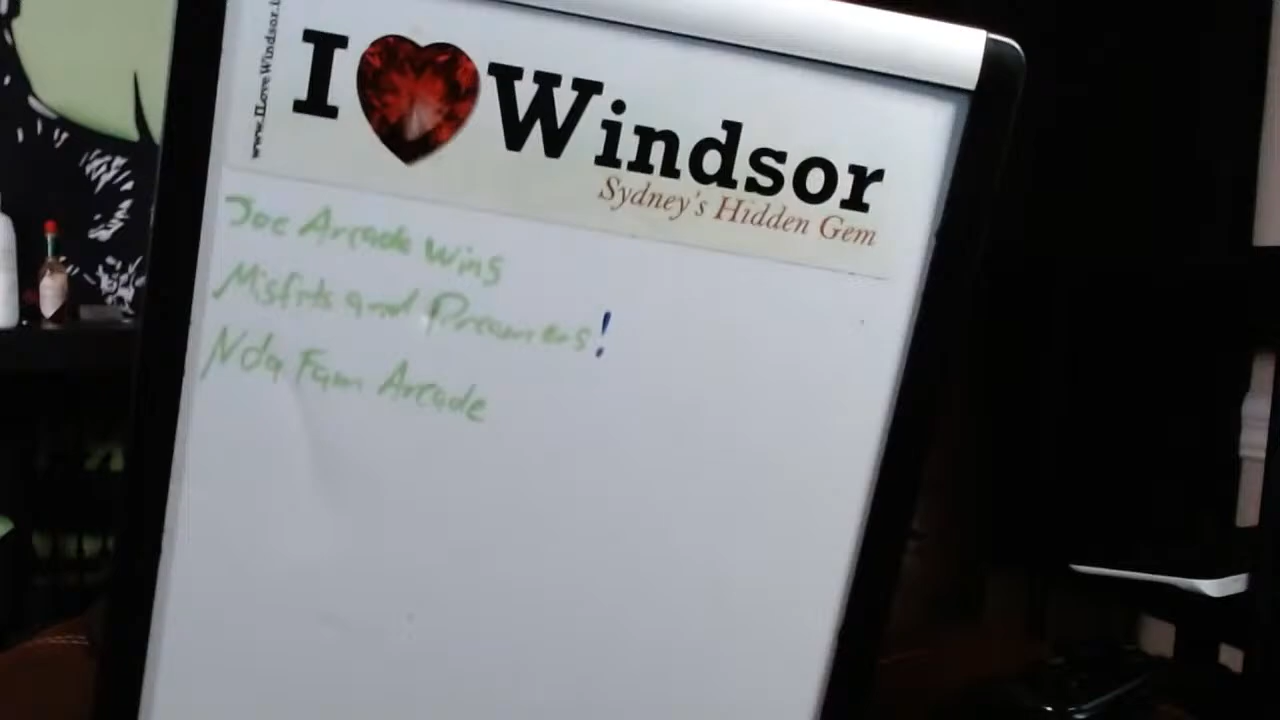 www.ILoveWindsor.
I Windsor
Sydney's Hidden Gem
Joe Arcade Wins
Misfits and Dreamers!
Nda Fam Arcade